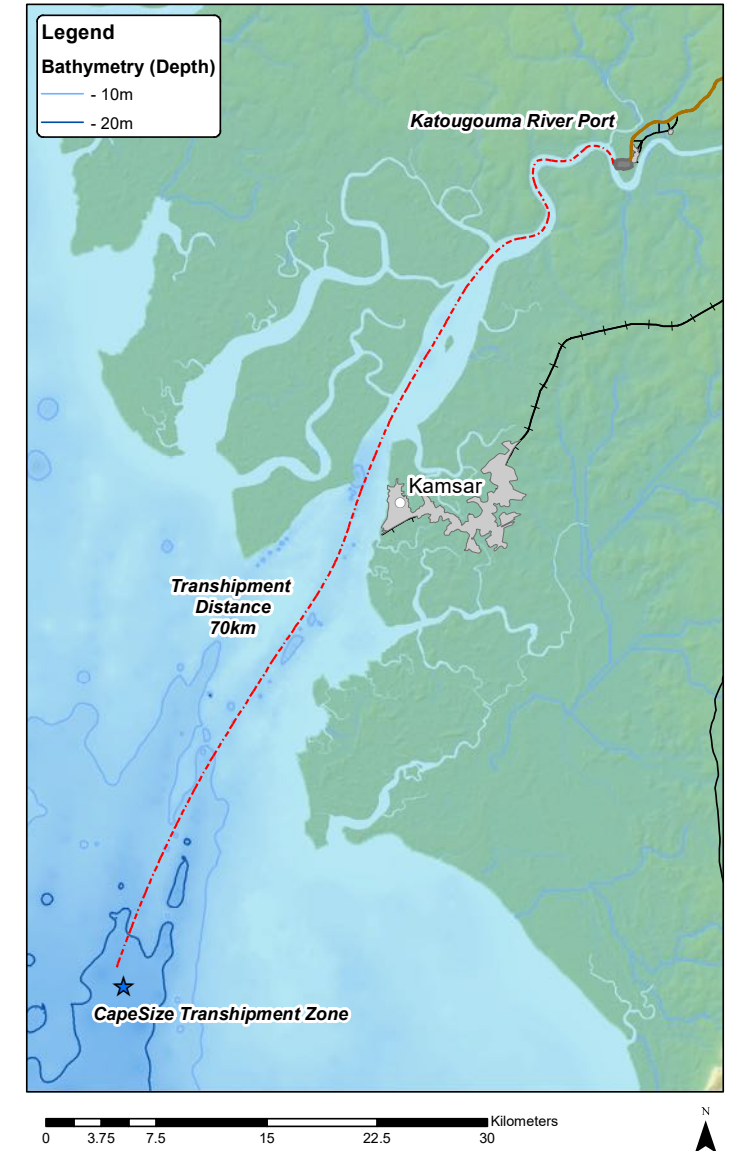 Legend
Bathymetry (Depth)
- 10m
- 20m
Katougouma River Port
Kamsar
Transhipment
Distance
70km
CapeSize Transhipment Zone
Kilometers
0 3.75 7.5 15 22.5 30
N